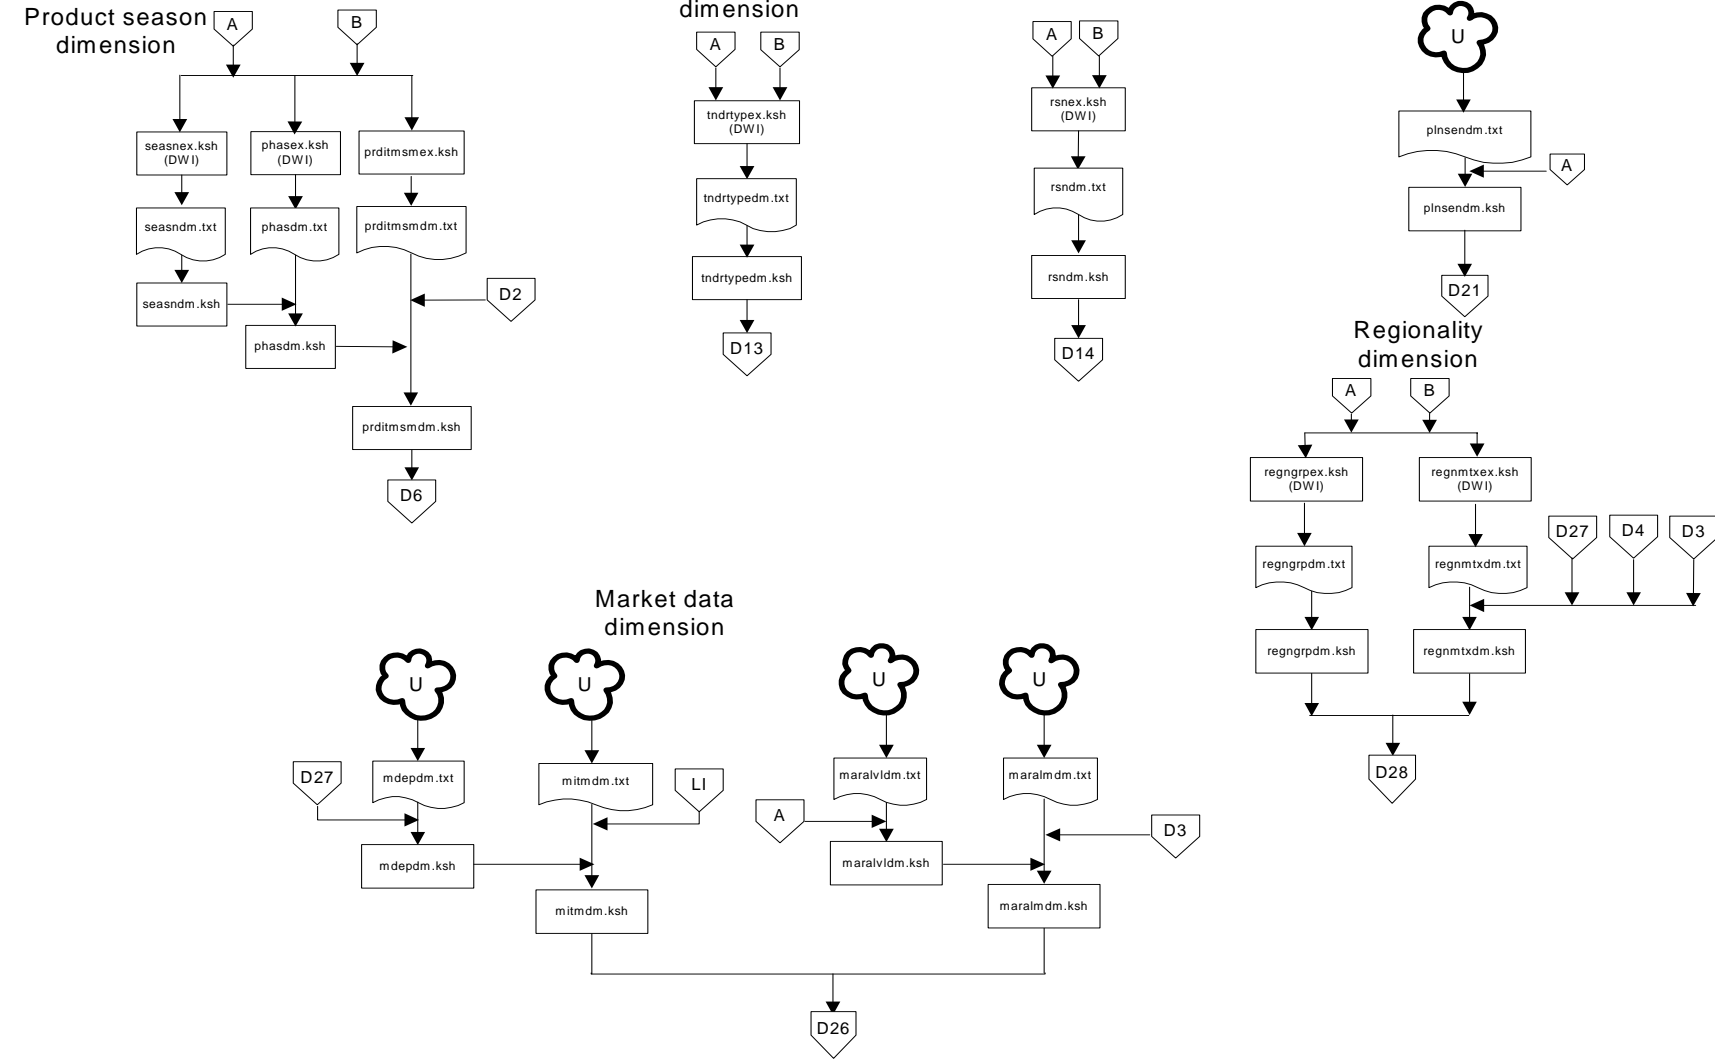 Product season
dimension
A
B
seasnex.ksh
(DWI)
phasex.ksh
(DWI)
prditmsmex.ksh
seasndm.txt
phasdm.txt
prditmsmdm.txt
seasndm.ksh
D2
phasdm.ksh
prditmsmdm.ksh
D6
dimension
A
B
tndrtypex.ksh
(DWI)
tndrtypedm.txt
tndrtypedm.ksh
D13
A
B
rsnex.ksh
(DWI)
rsndm.txt
rsndm.ksh
D14
U
plnsendm.txt
A
plnsendm.ksh
D21
Regionality
dimension
A
B
regngrpex.ksh
(DWI)
regnmtxex.ksh
(DWI)
D27
D4
D3
regngrpdm.txt
regnmtxdm.txt
regngrpdm.ksh
regnmtxdm.ksh
D28
Market data
dimension
U
U
U
U
D27
mdepdm.txt
mitmdm.txt
LI
maralvldm.txt
maralmdm.txt
A
D3
mdepdm.ksh
maralvldm.ksh
mitmdm.ksh
maralmdm.ksh
D26